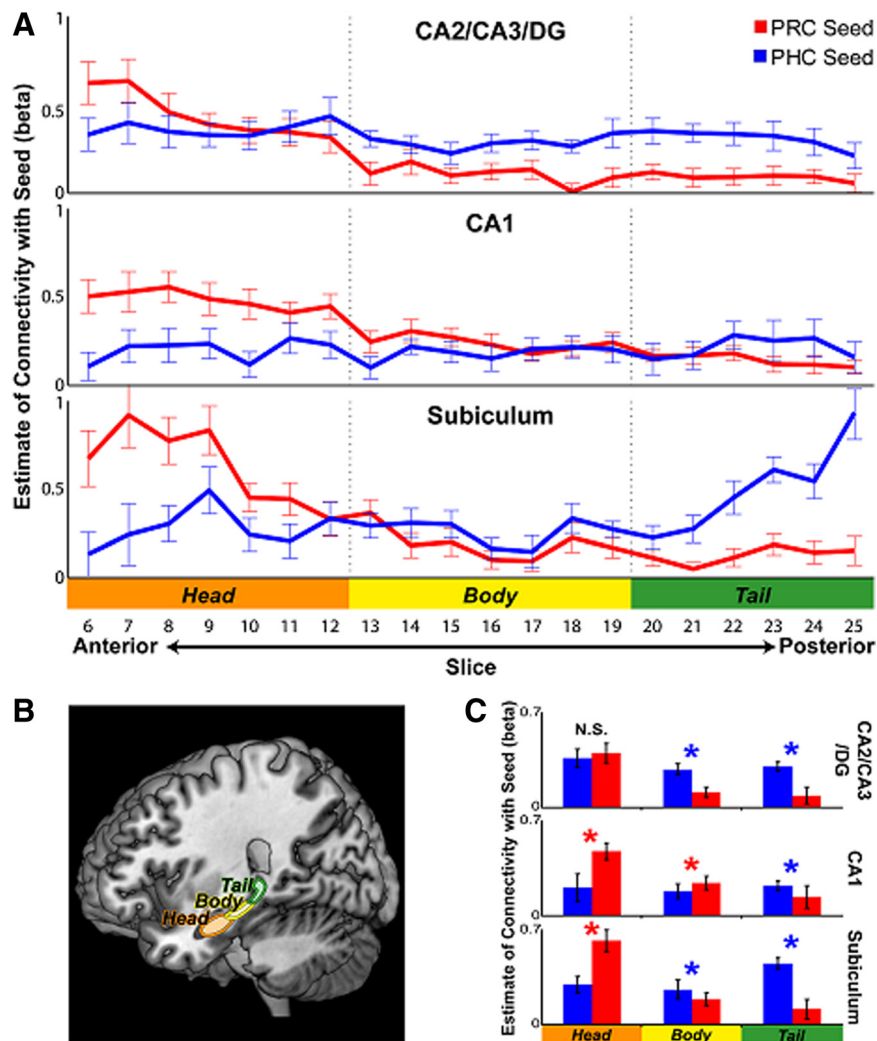 A
CA2/CA3/DG
PRC Seed
PHC Seed
1
0.5
0
CA1
1
0.5
0
Subiculum
1
0.5
0
Estimate of Connectivity with Seed (beta)
Head Body Tail
6 7 8 9 10 11 12 13 14 15 16 17 18 19 20 21 22 23 24 25
Anterior Posterior
Slice
B
Tail
Body
Head
C
Estimate of Connectivity with Seed (beta)
0.7
N.S.
* *
0
CA2/CA3
/DG
0.7
* * *
0
CA1
0.7
* * *
0
Subiculum
Head Body Tail